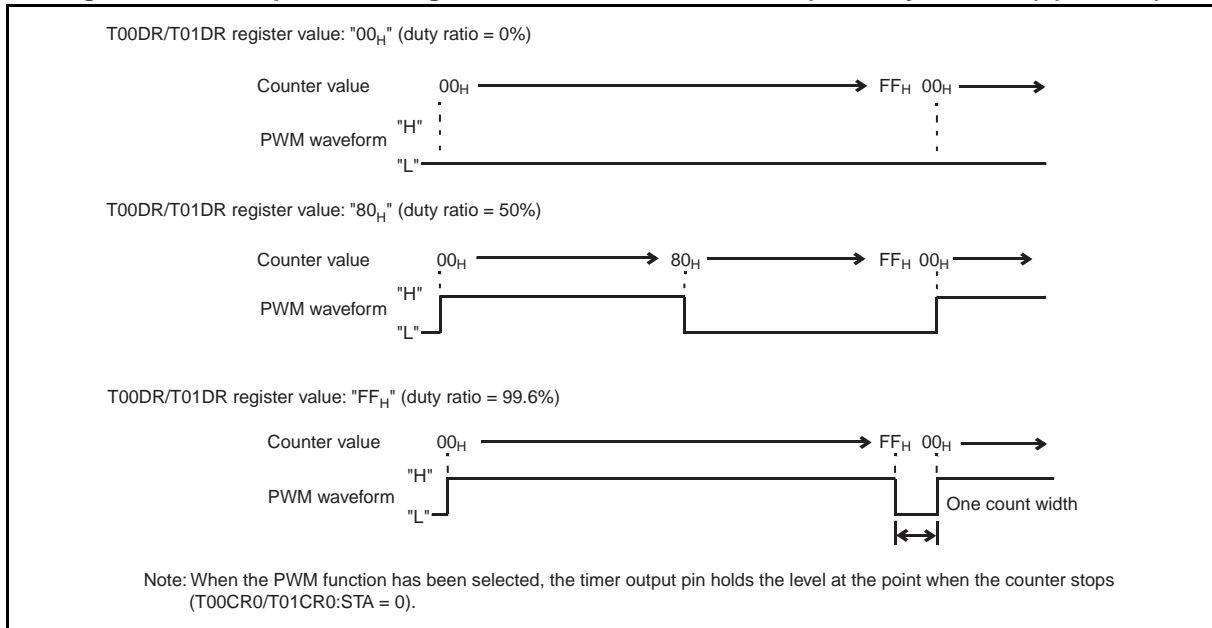 T00DR/T01DR register value: "00H" (duty ratio = 0%)
Counter value 00H FFH 00H
"H"
PWM waveform
"L"
T00DR/T01DR register value: "80H" (duty ratio = 50%)
Counter value 00H 80H FFH 00H
"H"
PWM waveform
"L"
T00DR/T01DR register value: "FFH" (duty ratio = 99.6%)
Counter value 00H FFH 00H
"H"
PWM waveform
"L"
One count width
Note: When the PWM function has been selected, the timer output pin holds the level at the point when the counter stops
(T00CR0/T01CR0:STA = 0).